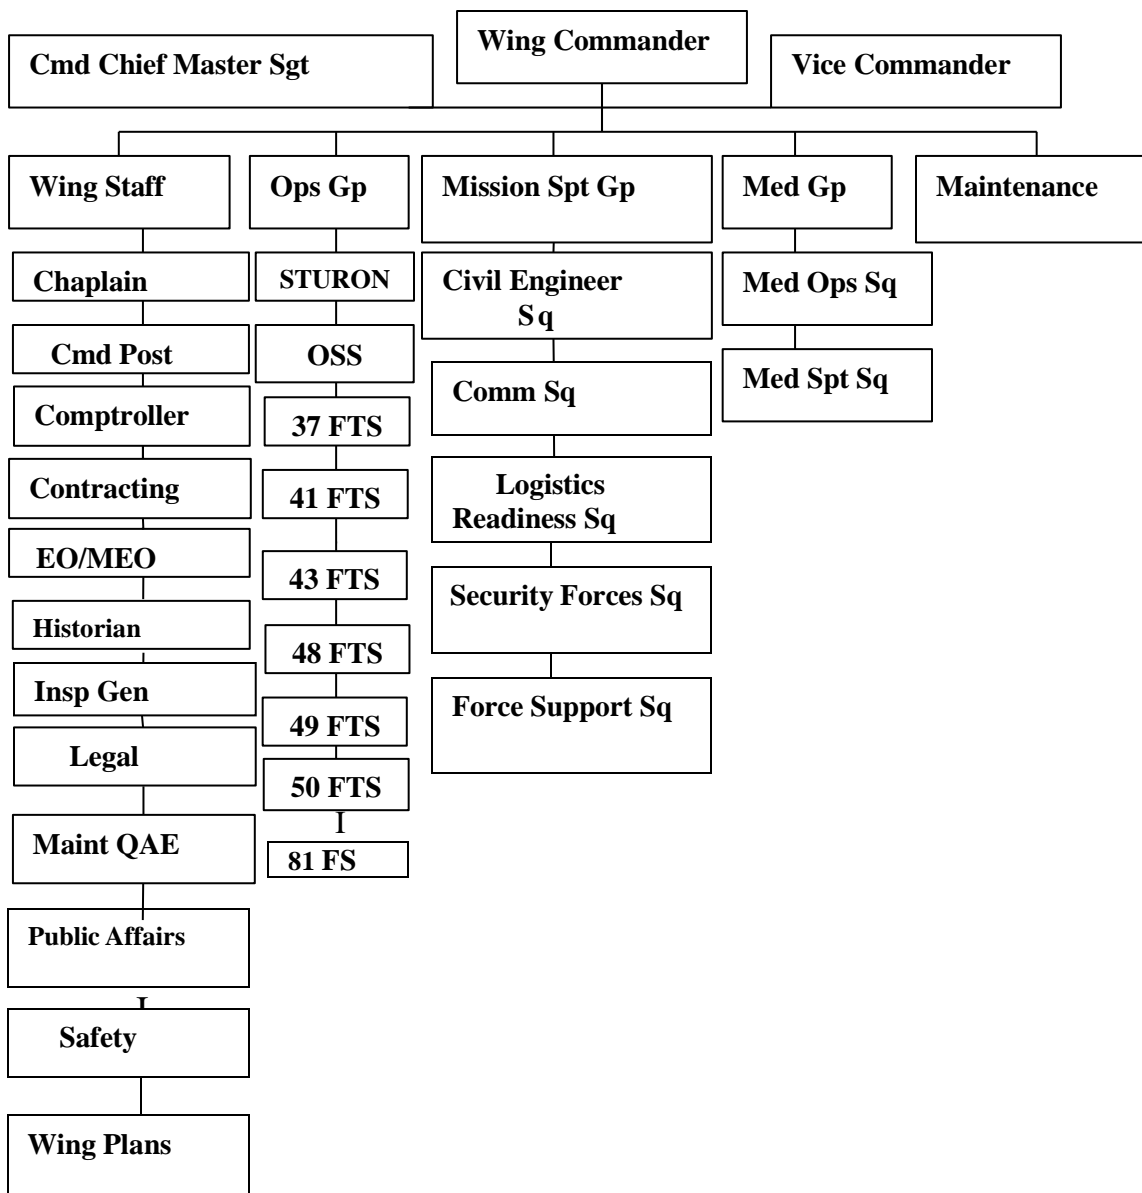 Wing Commander
Cmd Chief Master Sgt
Vice Commander
Wing Staff
Ops Gp
Mission Spt Gp
Med Gp
Maintenance
Chaplain
Cmd Post
Comptroller
Contracting
EO/MEO
Historian
Insp Gen
Legal
Maint QAE
Public Affairs
I
Safety
Wing Plans
STURON
OSS
37 FTS
41 FTS
43 FTS
48 FTS
49 FTS
50 FTS
I
81 FS
Civil Engineer
Sq
Comm Sq
Logistics
Readiness Sq
Security Forces Sq
Force Support Sq
Med Ops Sq
Med Spt Sq